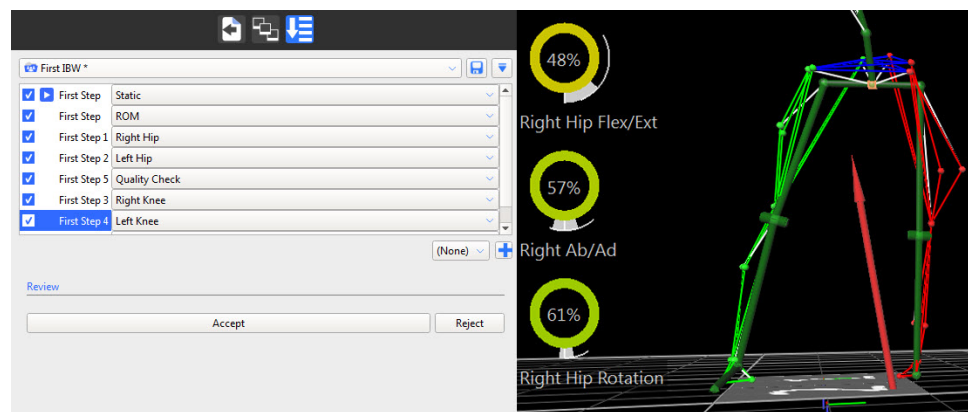 First IBW *
First Step Static
First Step ROM
First Step 1 Right Hip
First Step 2 Left Hip
First Step 5 Quality Check
First Step 3 Right Knee
First Step 4 Left Knee
(None)
Review
Accept Reject
48%
Right Hip Flex/Ext
57%
Right Ab/Ad
61%
Right Hip Rotation